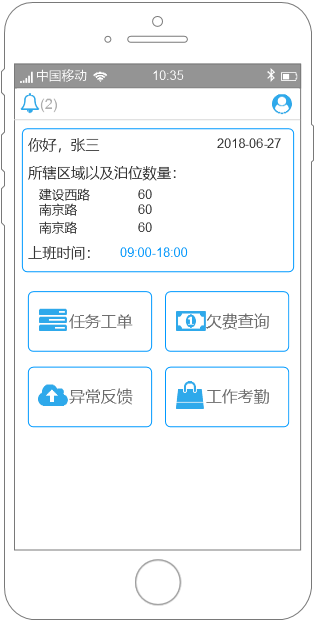 中国移动 10:35
(2)
你好，张三 2018-06-27
所辖区域以及泊位数量：
建设西路 60
南京路 60
南京路 60
上班时间： 09:00-18:00
任务工单 欠费查询
异常反馈 工作考勤